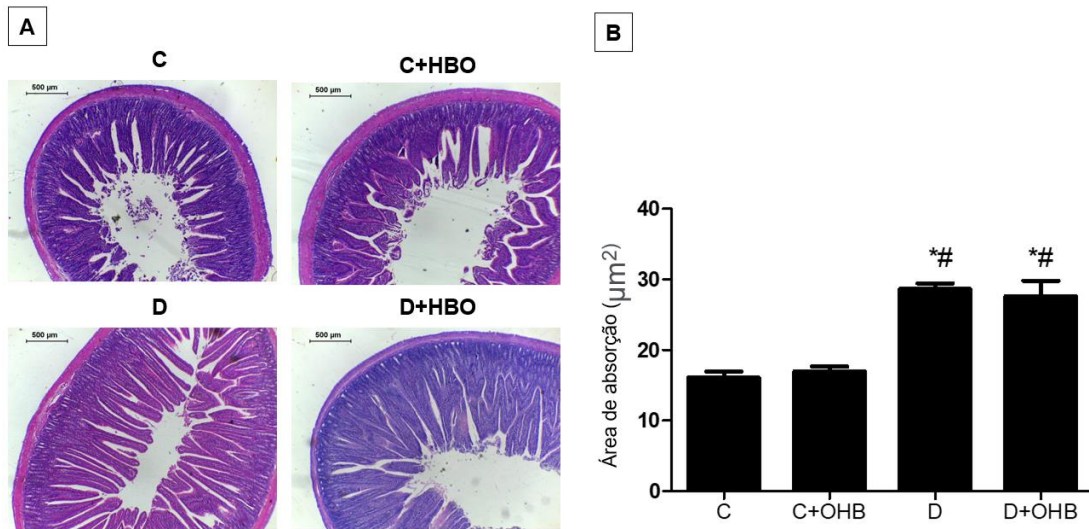 A
C
C+HBO
500 µm
500 µm
D
D+HBO
500 µm
500 µm
B
Área de absorção (µm²)
40
30
20
10
0
*#
*#
C
C+OHB
D
D+OHB